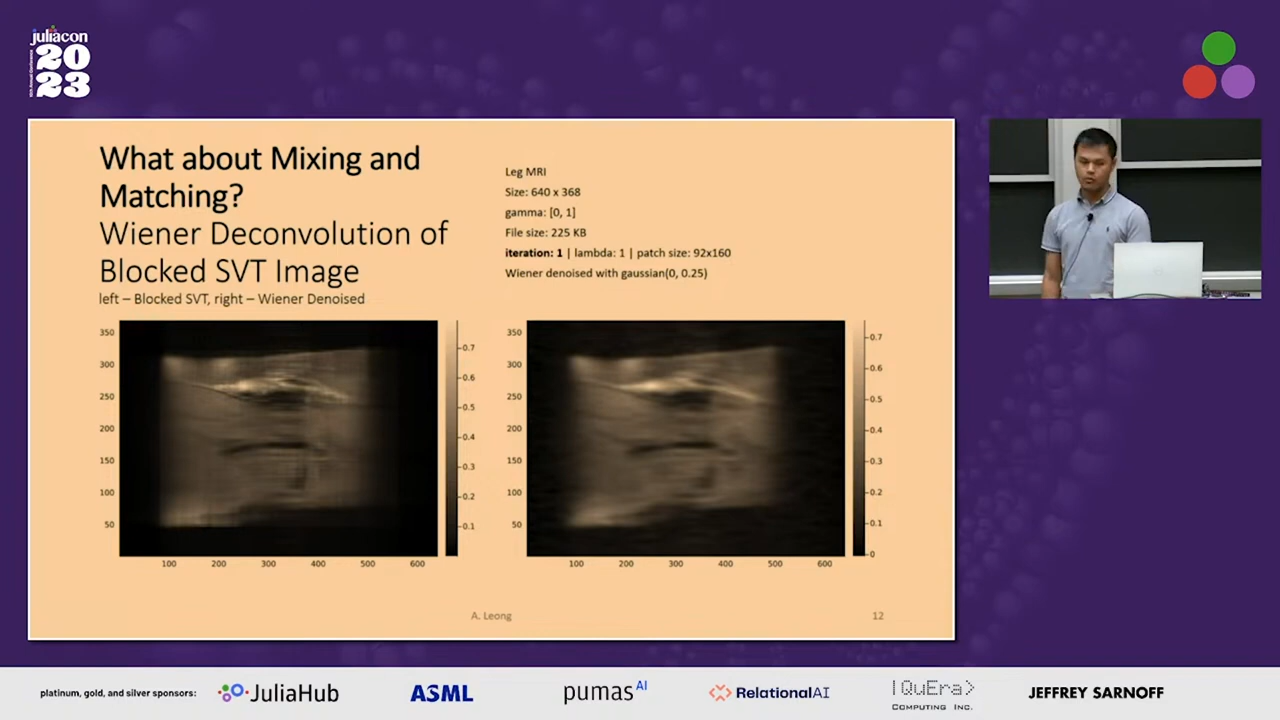 juliacon
20
23
What about Mixing and
Matching?
Wiener Deconvolution of
Blocked SVT Image
left – Blocked SVT, right – Wiener Denoised
Leg MRI
Size: 640 x 368
gamma: [0, 1]
File size: 225 KB
iteration: 1 | lambda: 1 | patch size: 92x160
Wiener denoised with gaussian(0, 0.25)
350
300
250
200
150
100
50
100 200 300 400 500 600
0.7
0.6
0.5
0.4
0.3
0.2
0.1
350
300
250
200
150
100
50
100 200 300 400 500 600
0.7
0.6
0.5
0.4
0.3
0.2
0.1
0
A. Leong
12
platinum, gold, and silver sponsors:
JuliaHub
ASML
pumas AI
RelationalAI
|QuEra>
COMPUTING INC.
JEFFREY SARNOFF